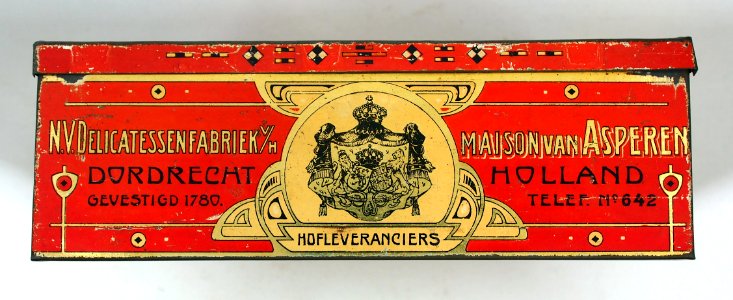 N.V. DELICATESSENFABRIEK V/H MAISON VAN ASPEREN
DORDRECHT HOLLAND
GEVESTIGD 1780. TELEF. No 642
HOFLEVERANCIERS